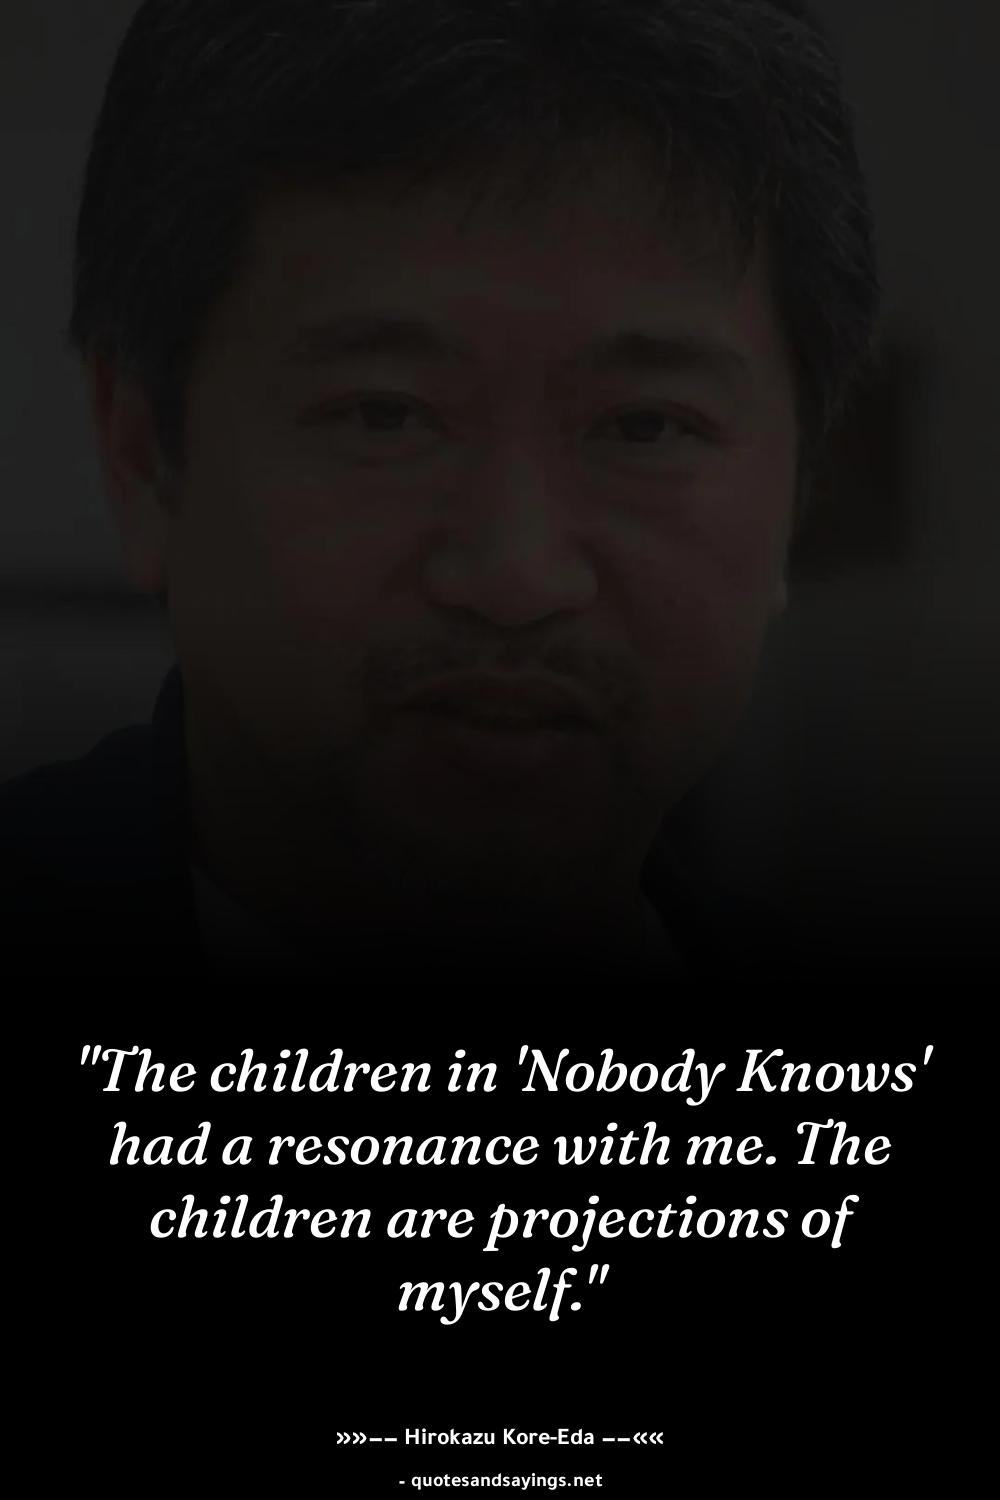 "The children in 'Nobody Knows'
had a resonance with me. The
children are projections of
myself."
»»−− Hirokazu Kore-Eda −−««
- quotesandsayings.net